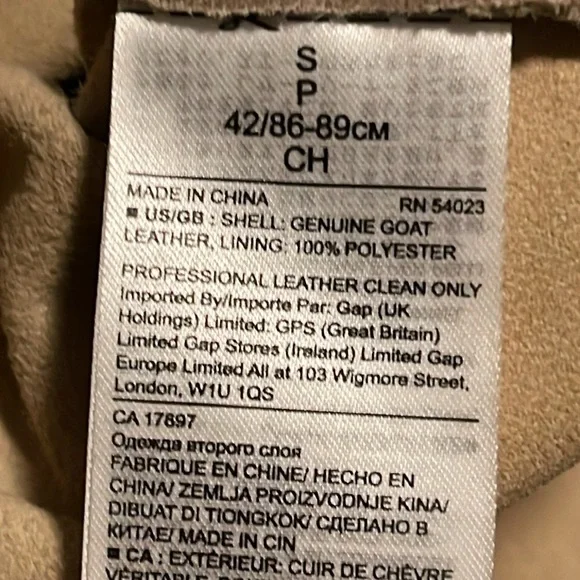 S
P
42/86-89CM
CH
MADE IN CHINA RN 54023
■ US/GB : SHELL: GENUINE GOAT
LEATHER, LINING: 100% POLYESTER
PROFESSIONAL LEATHER CLEAN ONLY
Imported By/Importe Par: Gap (UK
Holdings) Limited: GPS (Great Britain)
Limited Gap Stores (Ireland) Limited Gap
Europe Limited All at 103 Wigmore Street,
London, W1U 1QS
CA 17897
Одежда второго слоя
FABRIQUE EN CHINE/ HECHO EN
CHINA/ ZEMLJA PROIZVODNJE KINA/
DIBUAT DI TIONGKOK/ СДЕЛАНО В
КИТАЕ/ MADE IN CIN
■ CA : EXTÉRIEUR: CUIR DE CHÈVRE
VÉRITABLE,